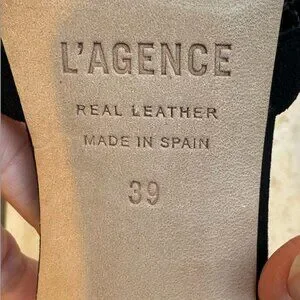 L'AGENCE
REAL LEATHER
MADE IN SPAIN
39